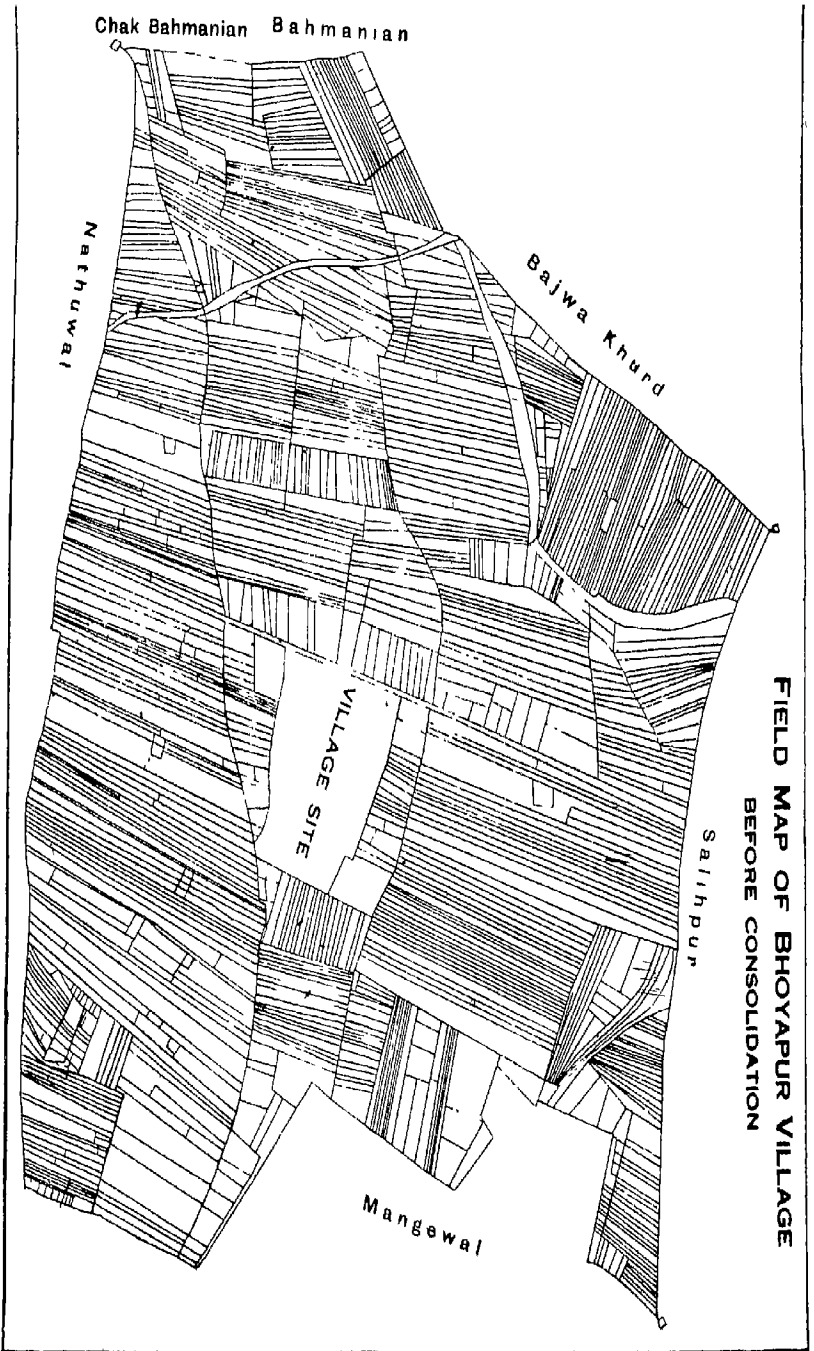 FIELD MAP OF BHOYAPUR VILLAGE
BEFORE CONSOLIDATION
Chak Bahmanian Bahmanian
Nathuwal
Bajwa Khurd
VILLAGE SITE
Salihpur
Mangewal